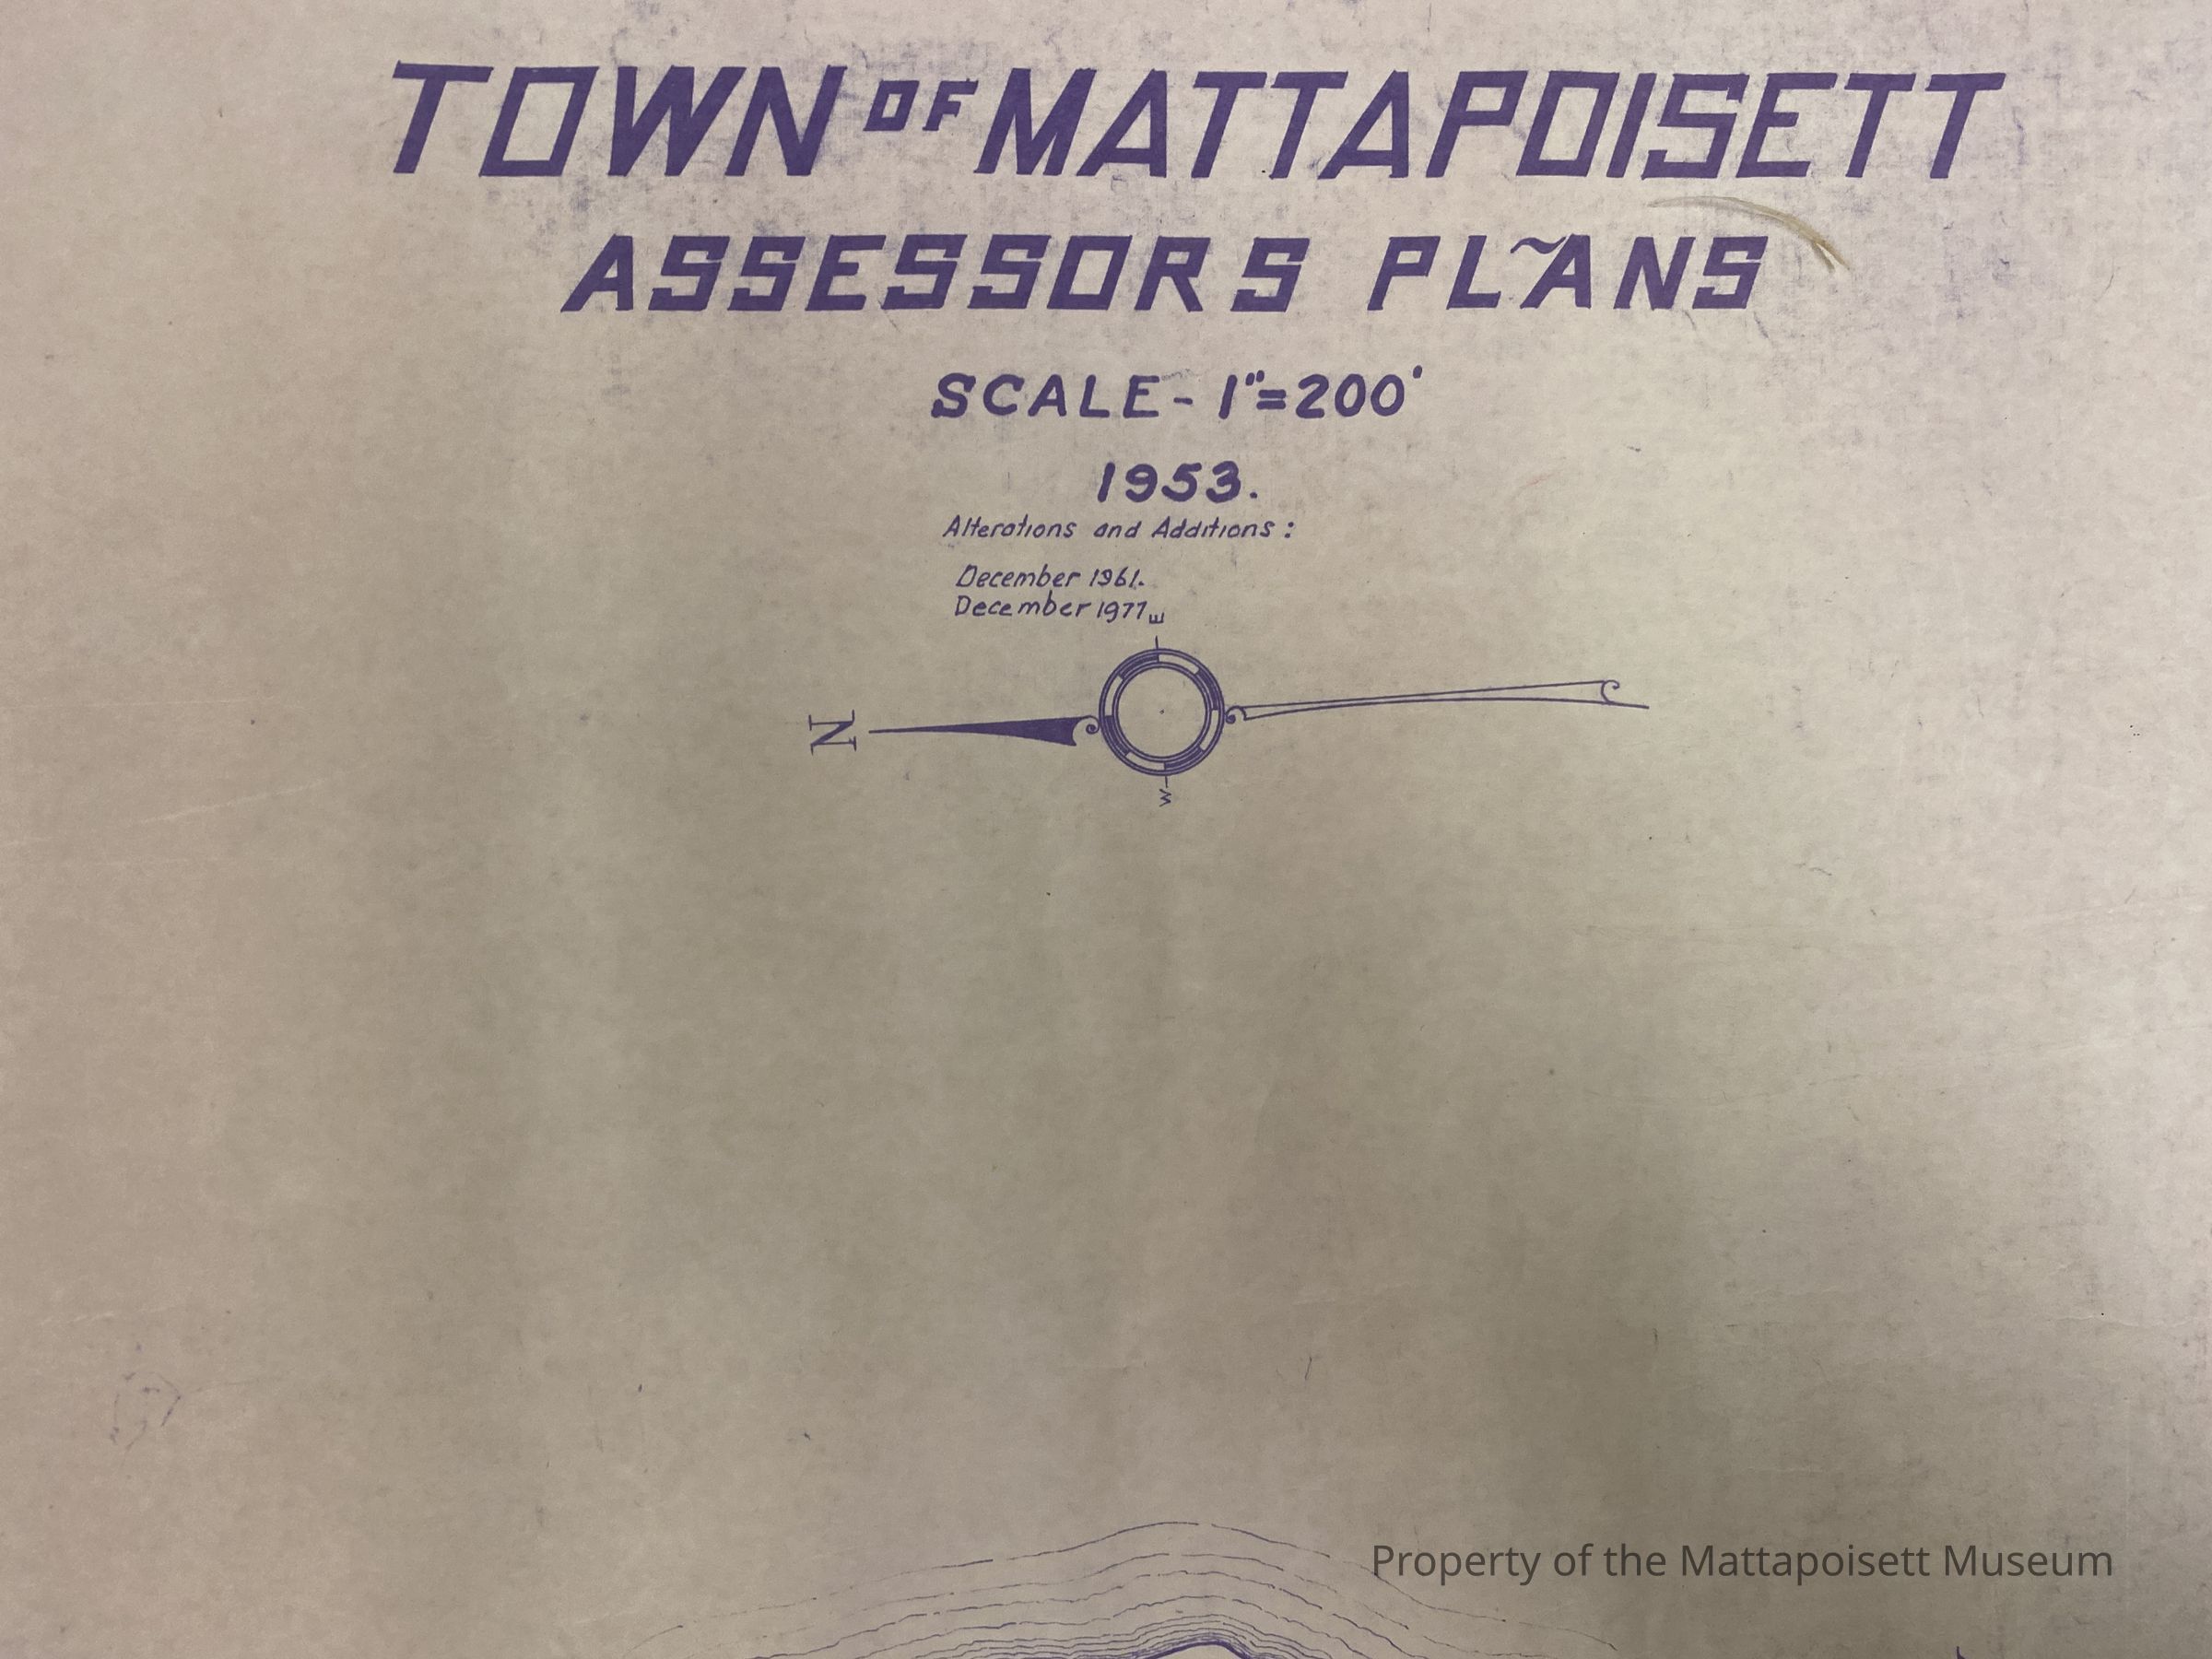 TOWN OF MATTAPOISETT
ASSESSORS PLANS
SCALE - 1"=200'
1953.
Alterations and Additions:
December 1961.
December 1977
E
N
W
Property of the Mattapoisett Museum